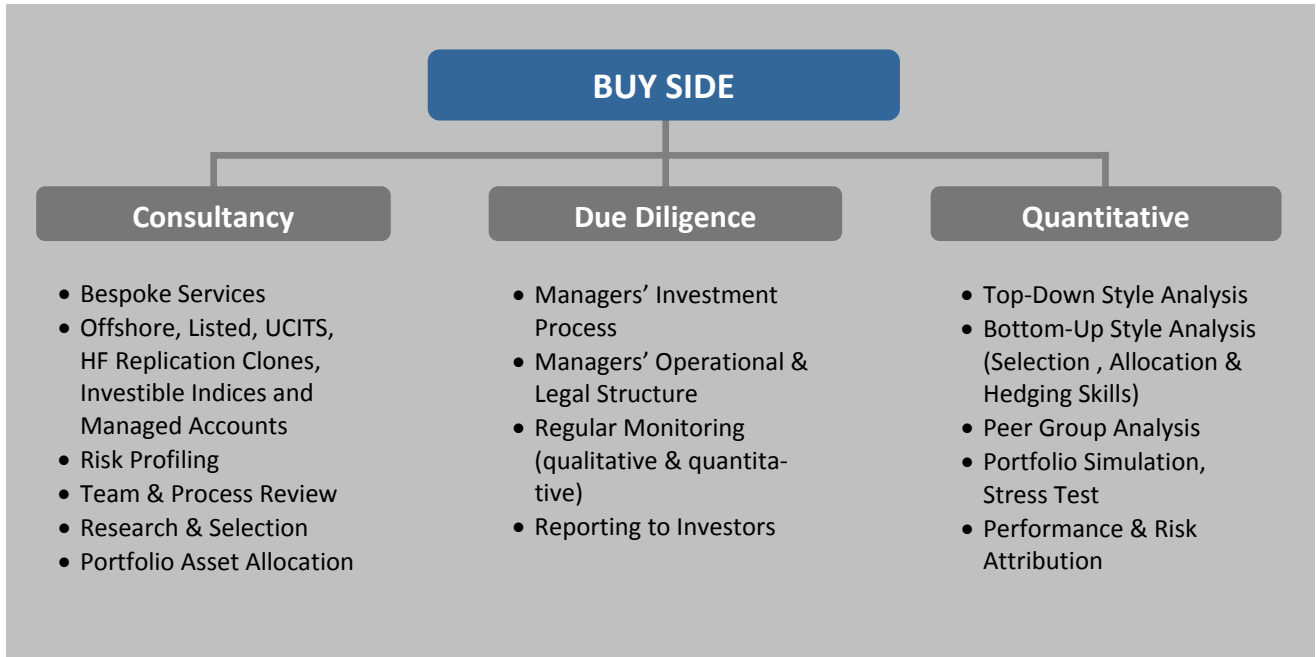 BUY SIDE
Consultancy
• Bespoke Services
• Offshore, Listed, UCITS,
HF Replication Clones,
Investible Indices and
Managed Accounts
• Risk Profiling
• Team & Process Review
• Research & Selection
• Portfolio Asset Allocation
Due Diligence
• Managers’ Investment
Process
• Managers’ Operational &
Legal Structure
• Regular Monitoring
(qualitative & quantita-
tive)
• Reporting to Investors
Quantitative
• Top-Down Style Analysis
• Bottom-Up Style Analysis
(Selection , Allocation &
Hedging Skills)
• Peer Group Analysis
• Portfolio Simulation,
Stress Test
• Performance & Risk
Attribution